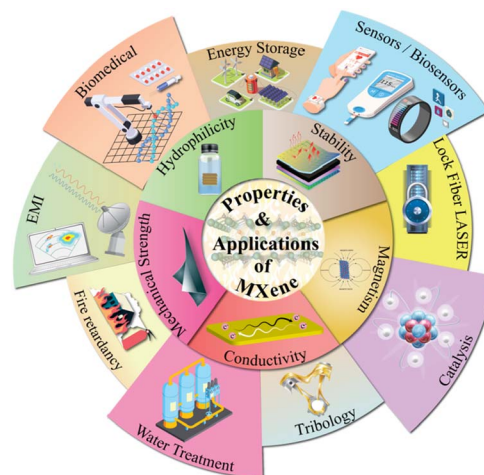 Properties
&
Applications
of
MXene
Hydrophilicity
Stability
Magnetism
Conductivity
Mechanical Strength
Biomedical
Energy Storage
Sensors / Biosensors
Lock Fiber LASER
Catalysis
Tribology
Water Treatment
Fire retardancy
EMI